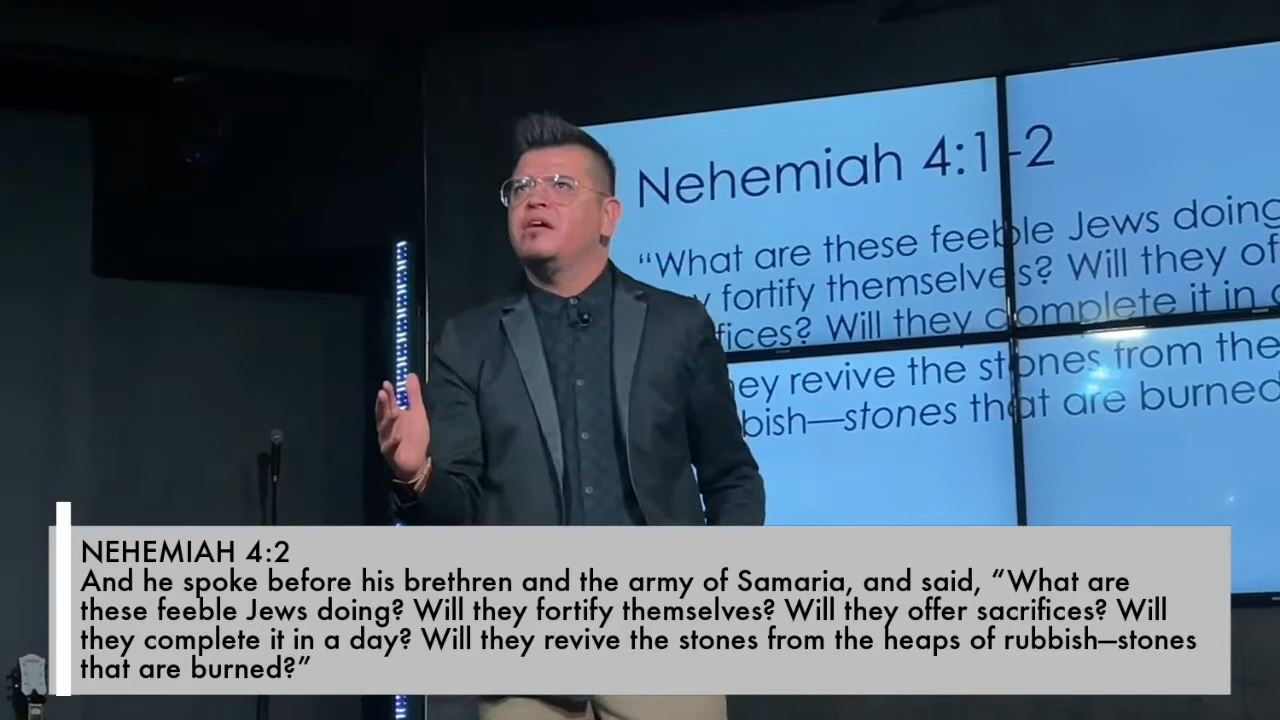 Nehemiah 4:1-2
“What are these feeble Jews doing
fortify themselves? Will they
Will they complete it in
revive the stones from the
stones that are burned
NEHEMIAH 4:2
And he spoke before his brethren and the army of Samaria, and said, “What are
these feeble Jews doing? Will they fortify themselves? Will they offer sacrifices? Will
they complete it in a day? Will they revive the stones from the heaps of rubbish—stones
that are burned?”